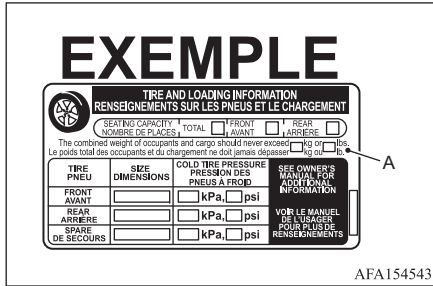 EXEMPLE
TIRE AND LOADING INFORMATION
RENSEIGNEMENTS SUR LES PNEUS ET LE CHARGEMENT
SEATING CAPACITY
NOMBRE DE PLACES
TOTAL
FRONT
AVANT
REAR
ARRIÈRE
The combined weight of occupants and cargo should never exceed kg or lbs.
Le poids total des occupants et du chargement ne doit jamais dépasser kg ou lb.
A
TIRE
PNEU
SIZE
DIMENSIONS
COLD TIRE PRESSURE
PRESSION DES
PNEUS À FROID
SEE OWNER'S
MANUAL FOR
ADDITIONAL
INFORMATION
FRONT
AVANT
kPa, psi
REAR
ARRIÈRE
kPa, psi
SPARE
DE SECOURS
kPa, psi
VOIR LE MANUEL
DE L'USAGER
POUR PLUS DE
RENSEIGNEMENTS
AFA154543